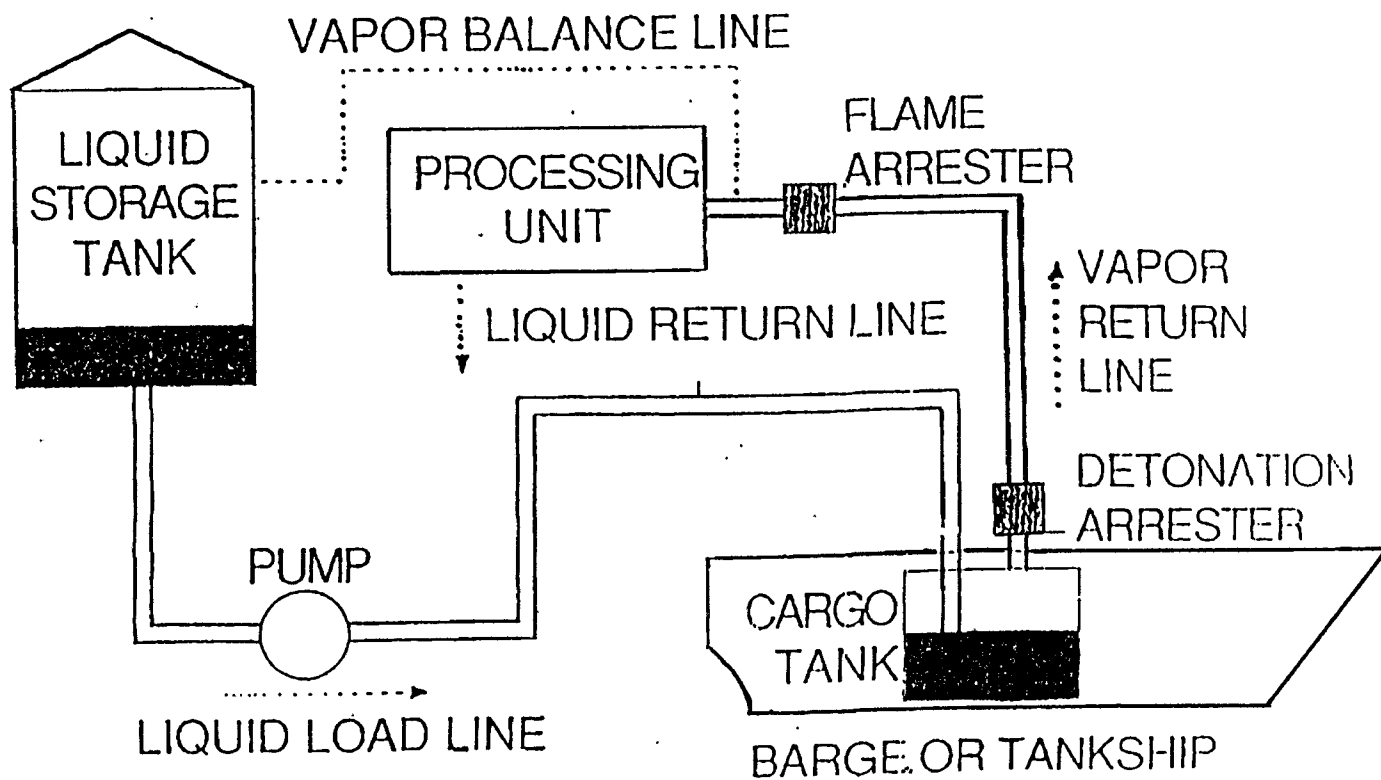 VAPOR BALANCE LINE
LIQUID
STORAGE
TANK
PROCESSING
UNIT
FLAME
ARRESTER
LIQUID RETURN LINE
VAPOR
RETURN
LINE
DETONATION
ARRESTER
PUMP
CARGO
TANK
LIQUID LOAD LINE
BARGE OR TANKSHIP